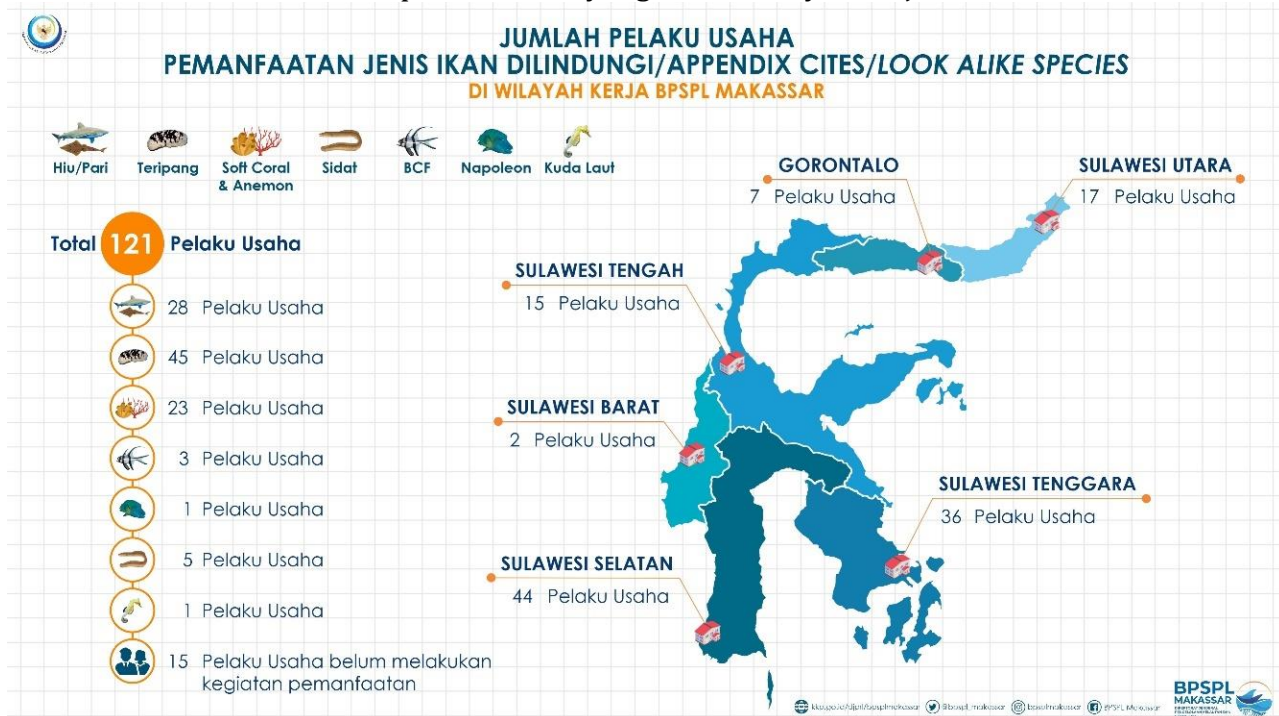 JUMLAH PELAKU USAHA
PEMANFAATAN JENIS IKAN DILINDUNGI/APPENDIX CITES/LOOK ALIKE SPECIES
DI WILAYAH KERJA BPSPL MAKASSAR
Hiu/Pari
Teripang
Soft Coral
& Anemon
Sidat
BCF
Napoleon
Kuda Laut
Total 121 Pelaku Usaha
28 Pelaku Usaha
45 Pelaku Usaha
23 Pelaku Usaha
3 Pelaku Usaha
1 Pelaku Usaha
5 Pelaku Usaha
1 Pelaku Usaha
15 Pelaku Usaha belum melakukan
kegiatan pemanfaatan
GORONTALO
7 Pelaku Usaha
SULAWESI UTARA
17 Pelaku Usaha
SULAWESI TENGAH
15 Pelaku Usaha
SULAWESI BARAT
2 Pelaku Usaha
SULAWESI TENGGARA
36 Pelaku Usaha
SULAWESI SELATAN
44 Pelaku Usaha
BPSPL
MAKASSAR